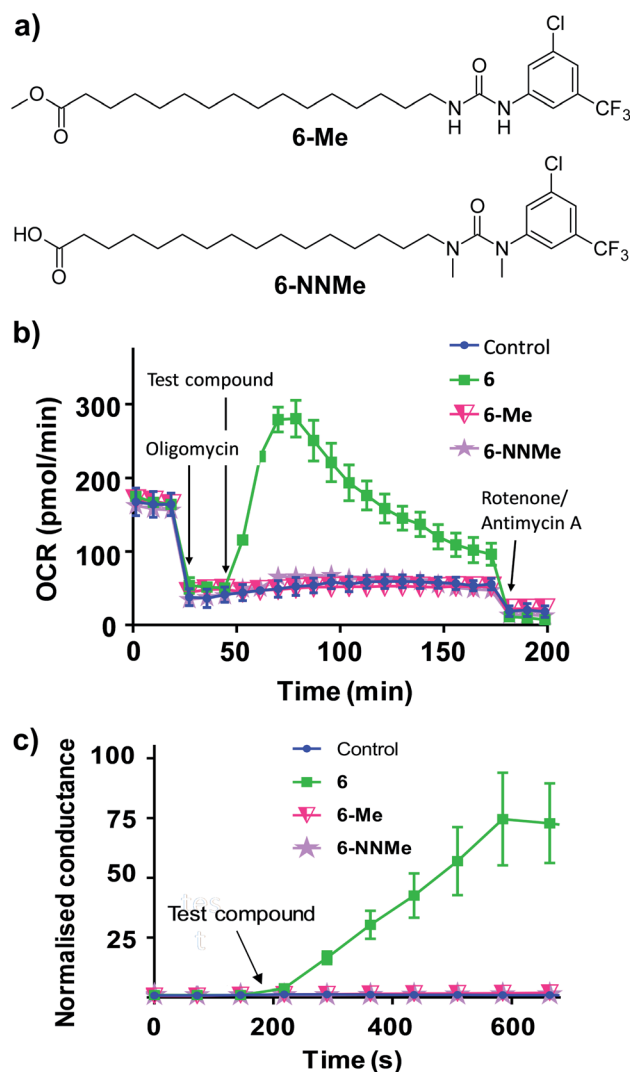 a)
Cl
O
O
O
N
H
N
H
CF3
6-Me
Cl
HO
O
O
N
N
CF3
6-NNMe
b)
Control
6
6-Me
6-NNMe
Test compound
Oligomycin
Rotenone/
Antimycin A
OCR (pmol/min)
300
200
100
0
0 50 100 150 200
Time (min)
c)
Control
6
6-Me
6-NNMe
tes
t
Test compound
Normalised conductance
100
75
50
25
0 200 400 600
Time (s)